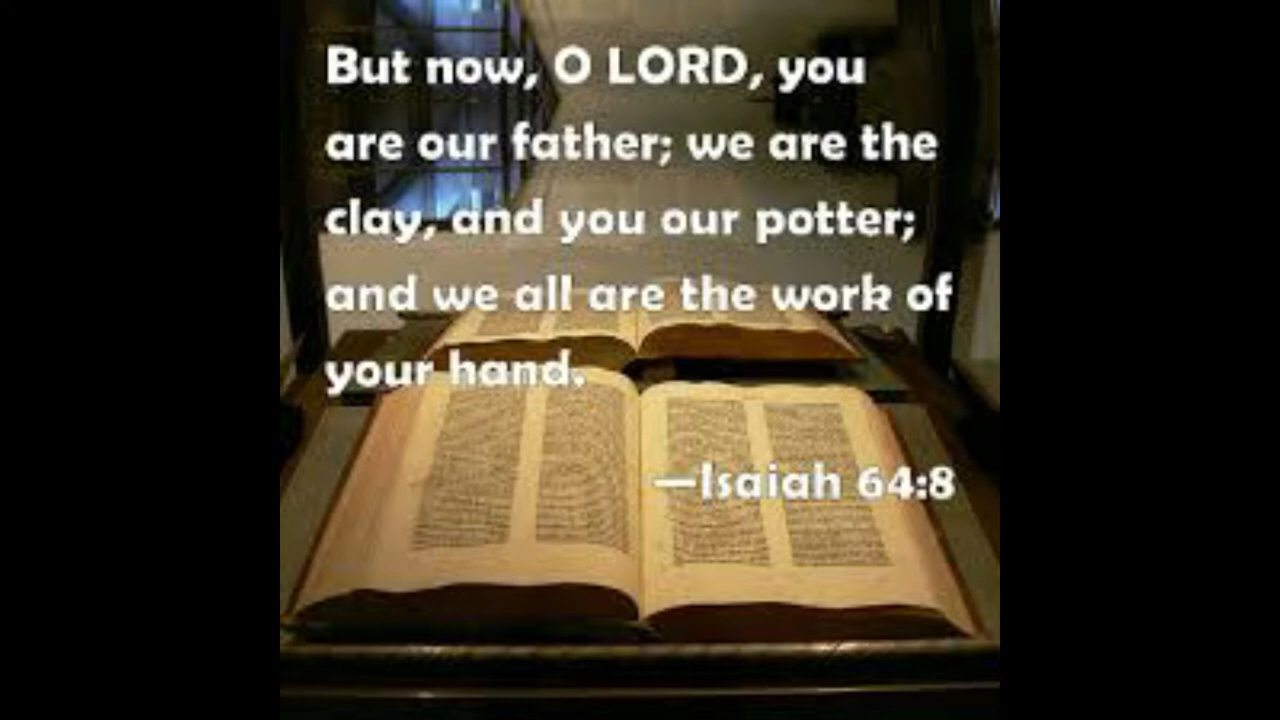 But now, O LORD, you
are our father; we are the
clay, and you our potter;
and we all are the work of
your hand.
—Isaiah 64:8